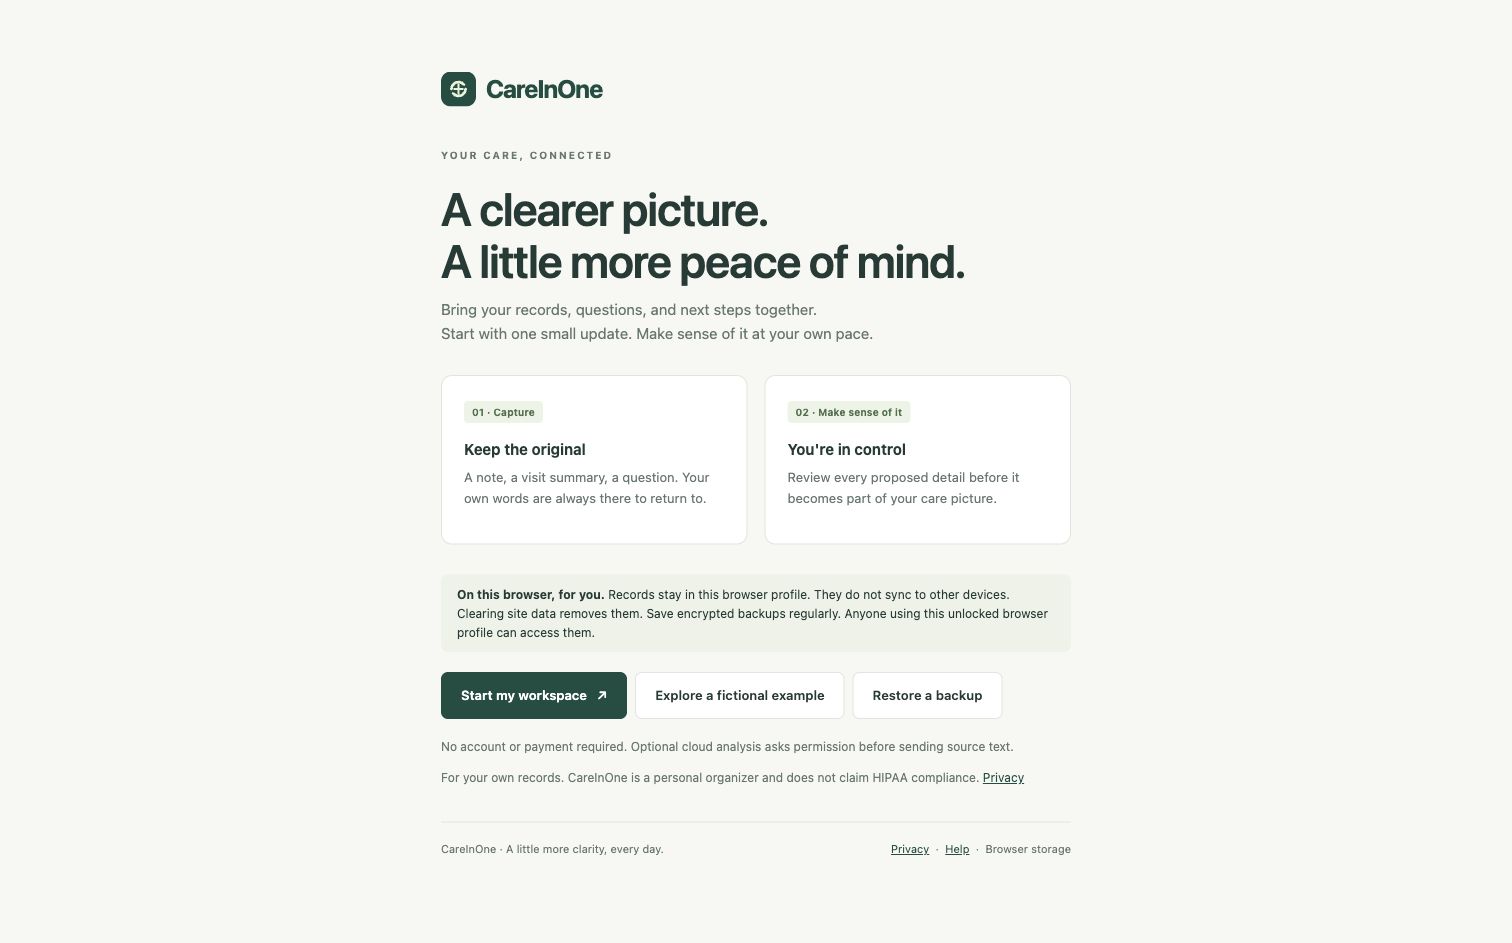 CareInOne
YOUR CARE, CONNECTED
A clearer picture.
A little more peace of mind.
Bring your records, questions, and next steps together.
Start with one small update. Make sense of it at your own pace.
01 · Capture
Keep the original
A note, a visit summary, a question. Your
own words are always there to return to.
02 · Make sense of it
You're in control
Review every proposed detail before it
becomes part of your care picture.
On this browser, for you. Records stay in this browser profile. They do not sync to other devices.
Clearing site data removes them. Save encrypted backups regularly. Anyone using this unlocked browser
profile can access them.
Start my workspace ↗
Explore a fictional example
Restore a backup
No account or payment required. Optional cloud analysis asks permission before sending source text.
For your own records. CareInOne is a personal organizer and does not claim HIPAA compliance. Privacy
CareInOne · A little more clarity, every day.
Privacy · Help · Browser storage